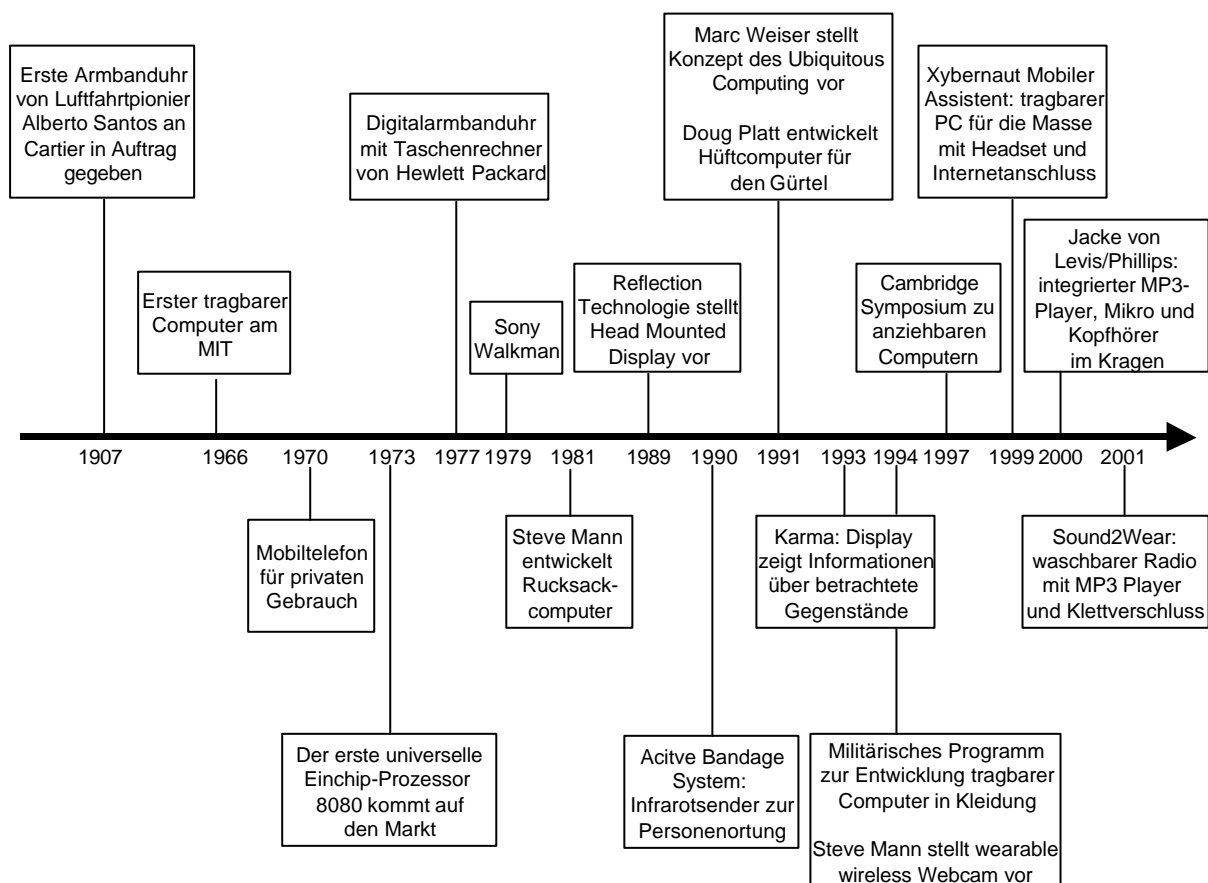 Erste Armbanduhr
von Luftfahrtpionier
Alberto Santos an
Cartier in Auftrag
gegeben
Erster tragbarer
Computer am
MIT
Digitalarmbanduhr
mit Taschenrechner
von Hewlett Packard
Sony
Walkman
Reflection
Technologie stellt
Head Mounted
Display vor
Marc Weiser stellt
Konzept des Ubiquitous
Computing vor
Doug Platt entwickelt
Hüftcomputer für
den Gürtel
Cambridge
Symposium zu
anziehbaren
Computern
Xybernaut Mobiler
Assistent: tragbarer
PC für die Masse
mit Headset und
Internetanschluss
Jacke von
Levis/Phillips:
integrierter MP3-
Player, Mikro und
Kopfhörer
im Kragen
1907 1966 1970 1973 1977 1979 1981 1989 1990 1991 1993 1994 1997 1999 2000 2001
Mobiltelefon
für privaten
Gebrauch
Der erste universelle
Einchip-Prozessor
8080 kommt auf
den Markt
Steve Mann
entwickelt
Rucksack-
computer
Acitve Bandage
System:
Infrarotsender zur
Personenortung
Karma: Display
zeigt Informationen
über betrachtete
Gegenstände
Militärisches Programm
zur Entwicklung tragbarer
Computer in Kleidung
Steve Mann stellt wearable
wireless Webcam vor
Sound2Wear:
waschbarer Radio
mit MP3 Player
und Klettverschluss